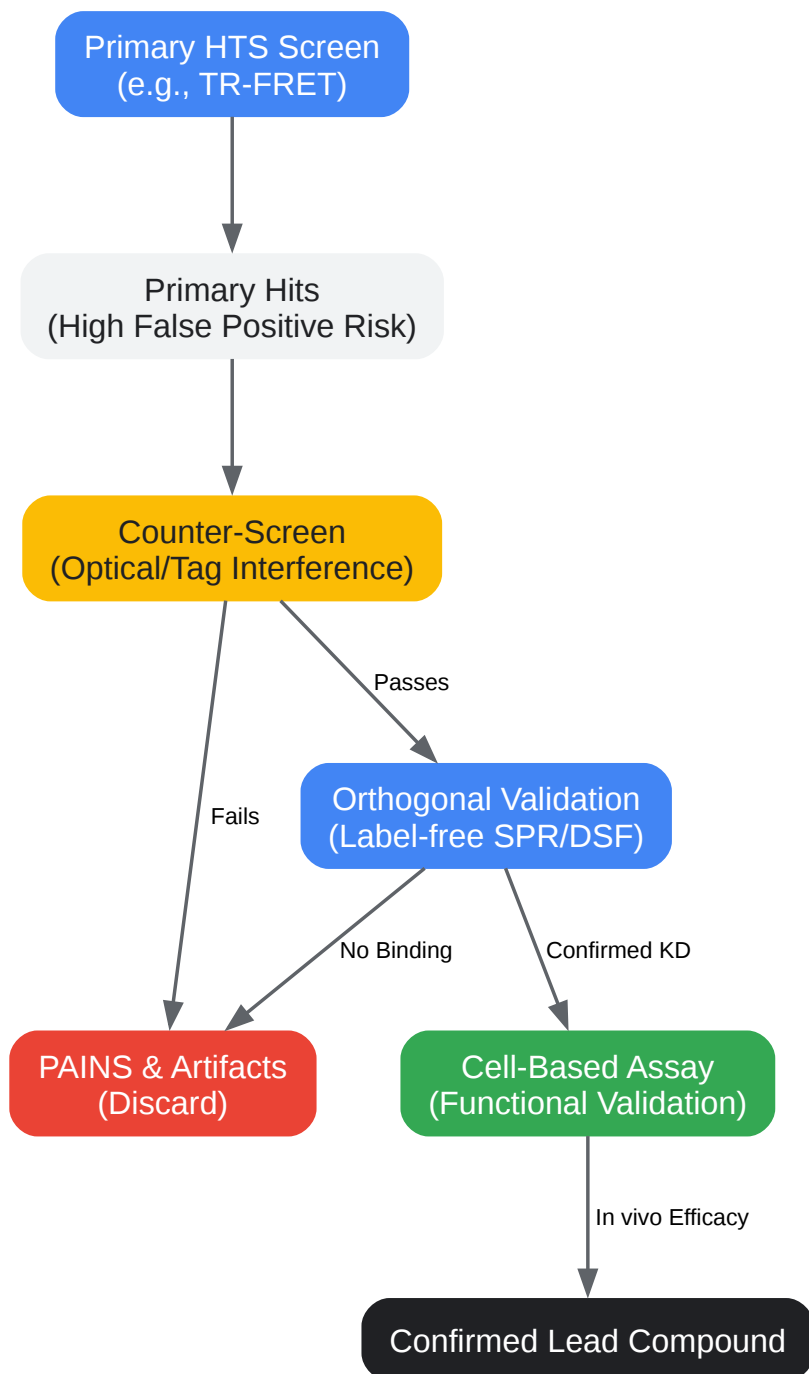 Primary HTS Screen
(e.g., TR-FRET)
Primary Hits
(High False Positive Risk)
Counter-Screen
(Optical/Tag Interference)
Passes
Orthogonal Validation
(Label-free SPR/DSF)
Fails
No Binding
Confirmed KD
PAINS & Artifacts
(Discard)
Cell-Based Assay
(Functional Validation)
In vivo Efficacy
Confirmed Lead Compound